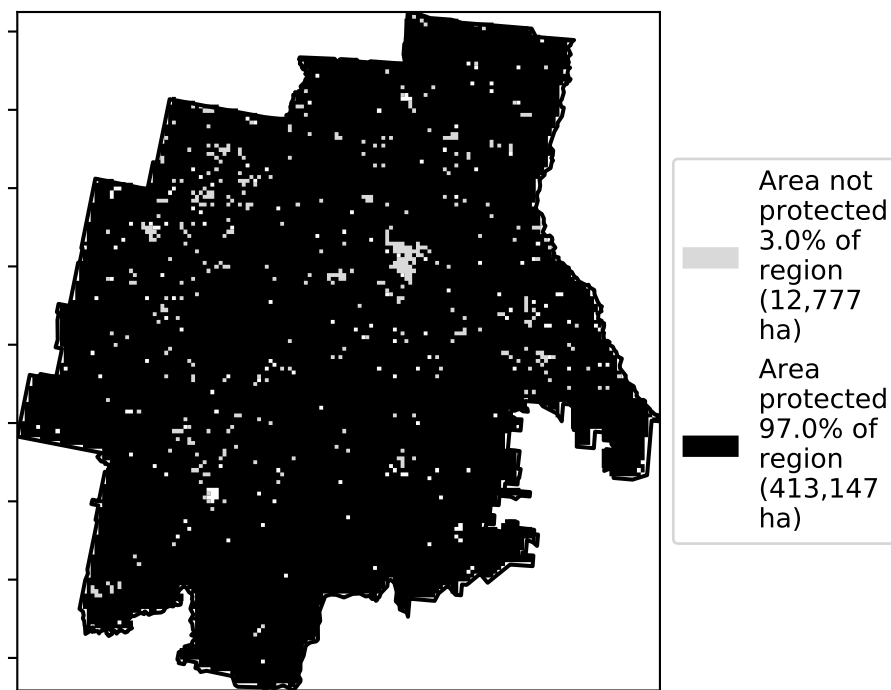 Area not
protected
3.0% of
region
(12,777
ha)
Area
protected
97.0% of
region
(413,147
ha)